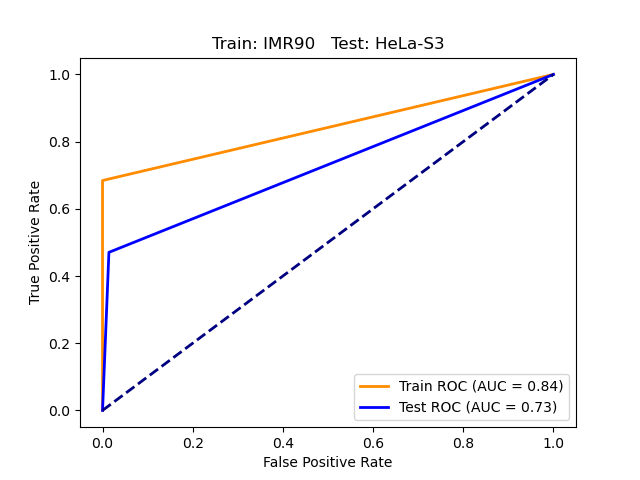 Train: IMR90   Test: HeLa-S3
1.0
0.8
0.6
0.4
0.2
0.0
True Positive Rate
Train ROC (AUC = 0.84)
Test ROC (AUC = 0.73)
0.0 0.2 0.4 0.6 0.8 1.0
False Positive Rate